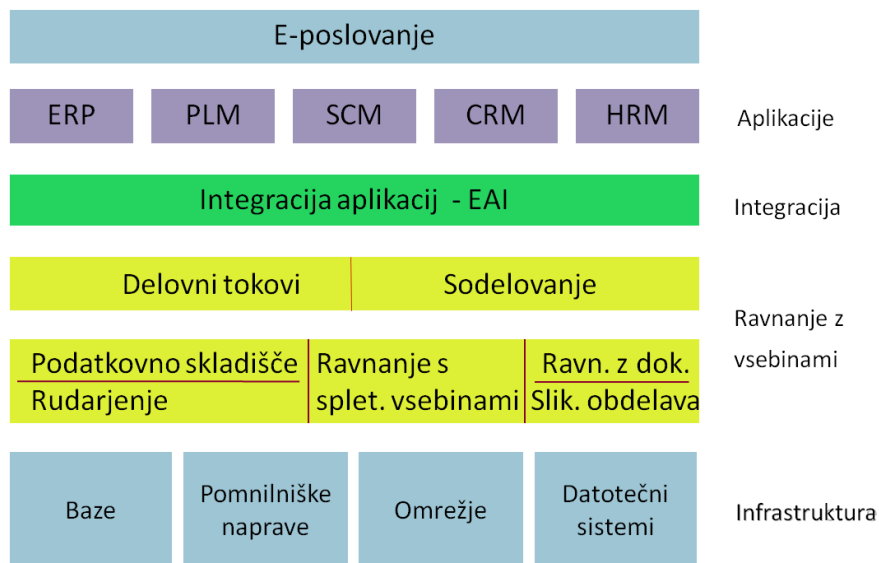 E-poslovanje
ERP PLM SCM CRM HRM Aplikacije
Integracija aplikacij - EAI Integracija
Delovni tokovi Sodelovanje
Ravnanje z
vsebinami
Podatkovno skladišče
Rudarjenje
Ravnanje s
splet. vsebinami
Ravn. z dok.
Slik. obdelava
Baze
Pomnilniške
naprave
Omrežje
Datotečni
sistemi
Infrastruktura